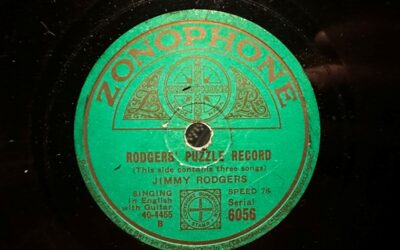 ZONOPHONE
RODGERS' PUZZLE RECORD
(This side contains three songs)
JIMMY RODGERS
SINGING
in English
with Guitar
40-4455
B
SPEED 78
Serial
6056